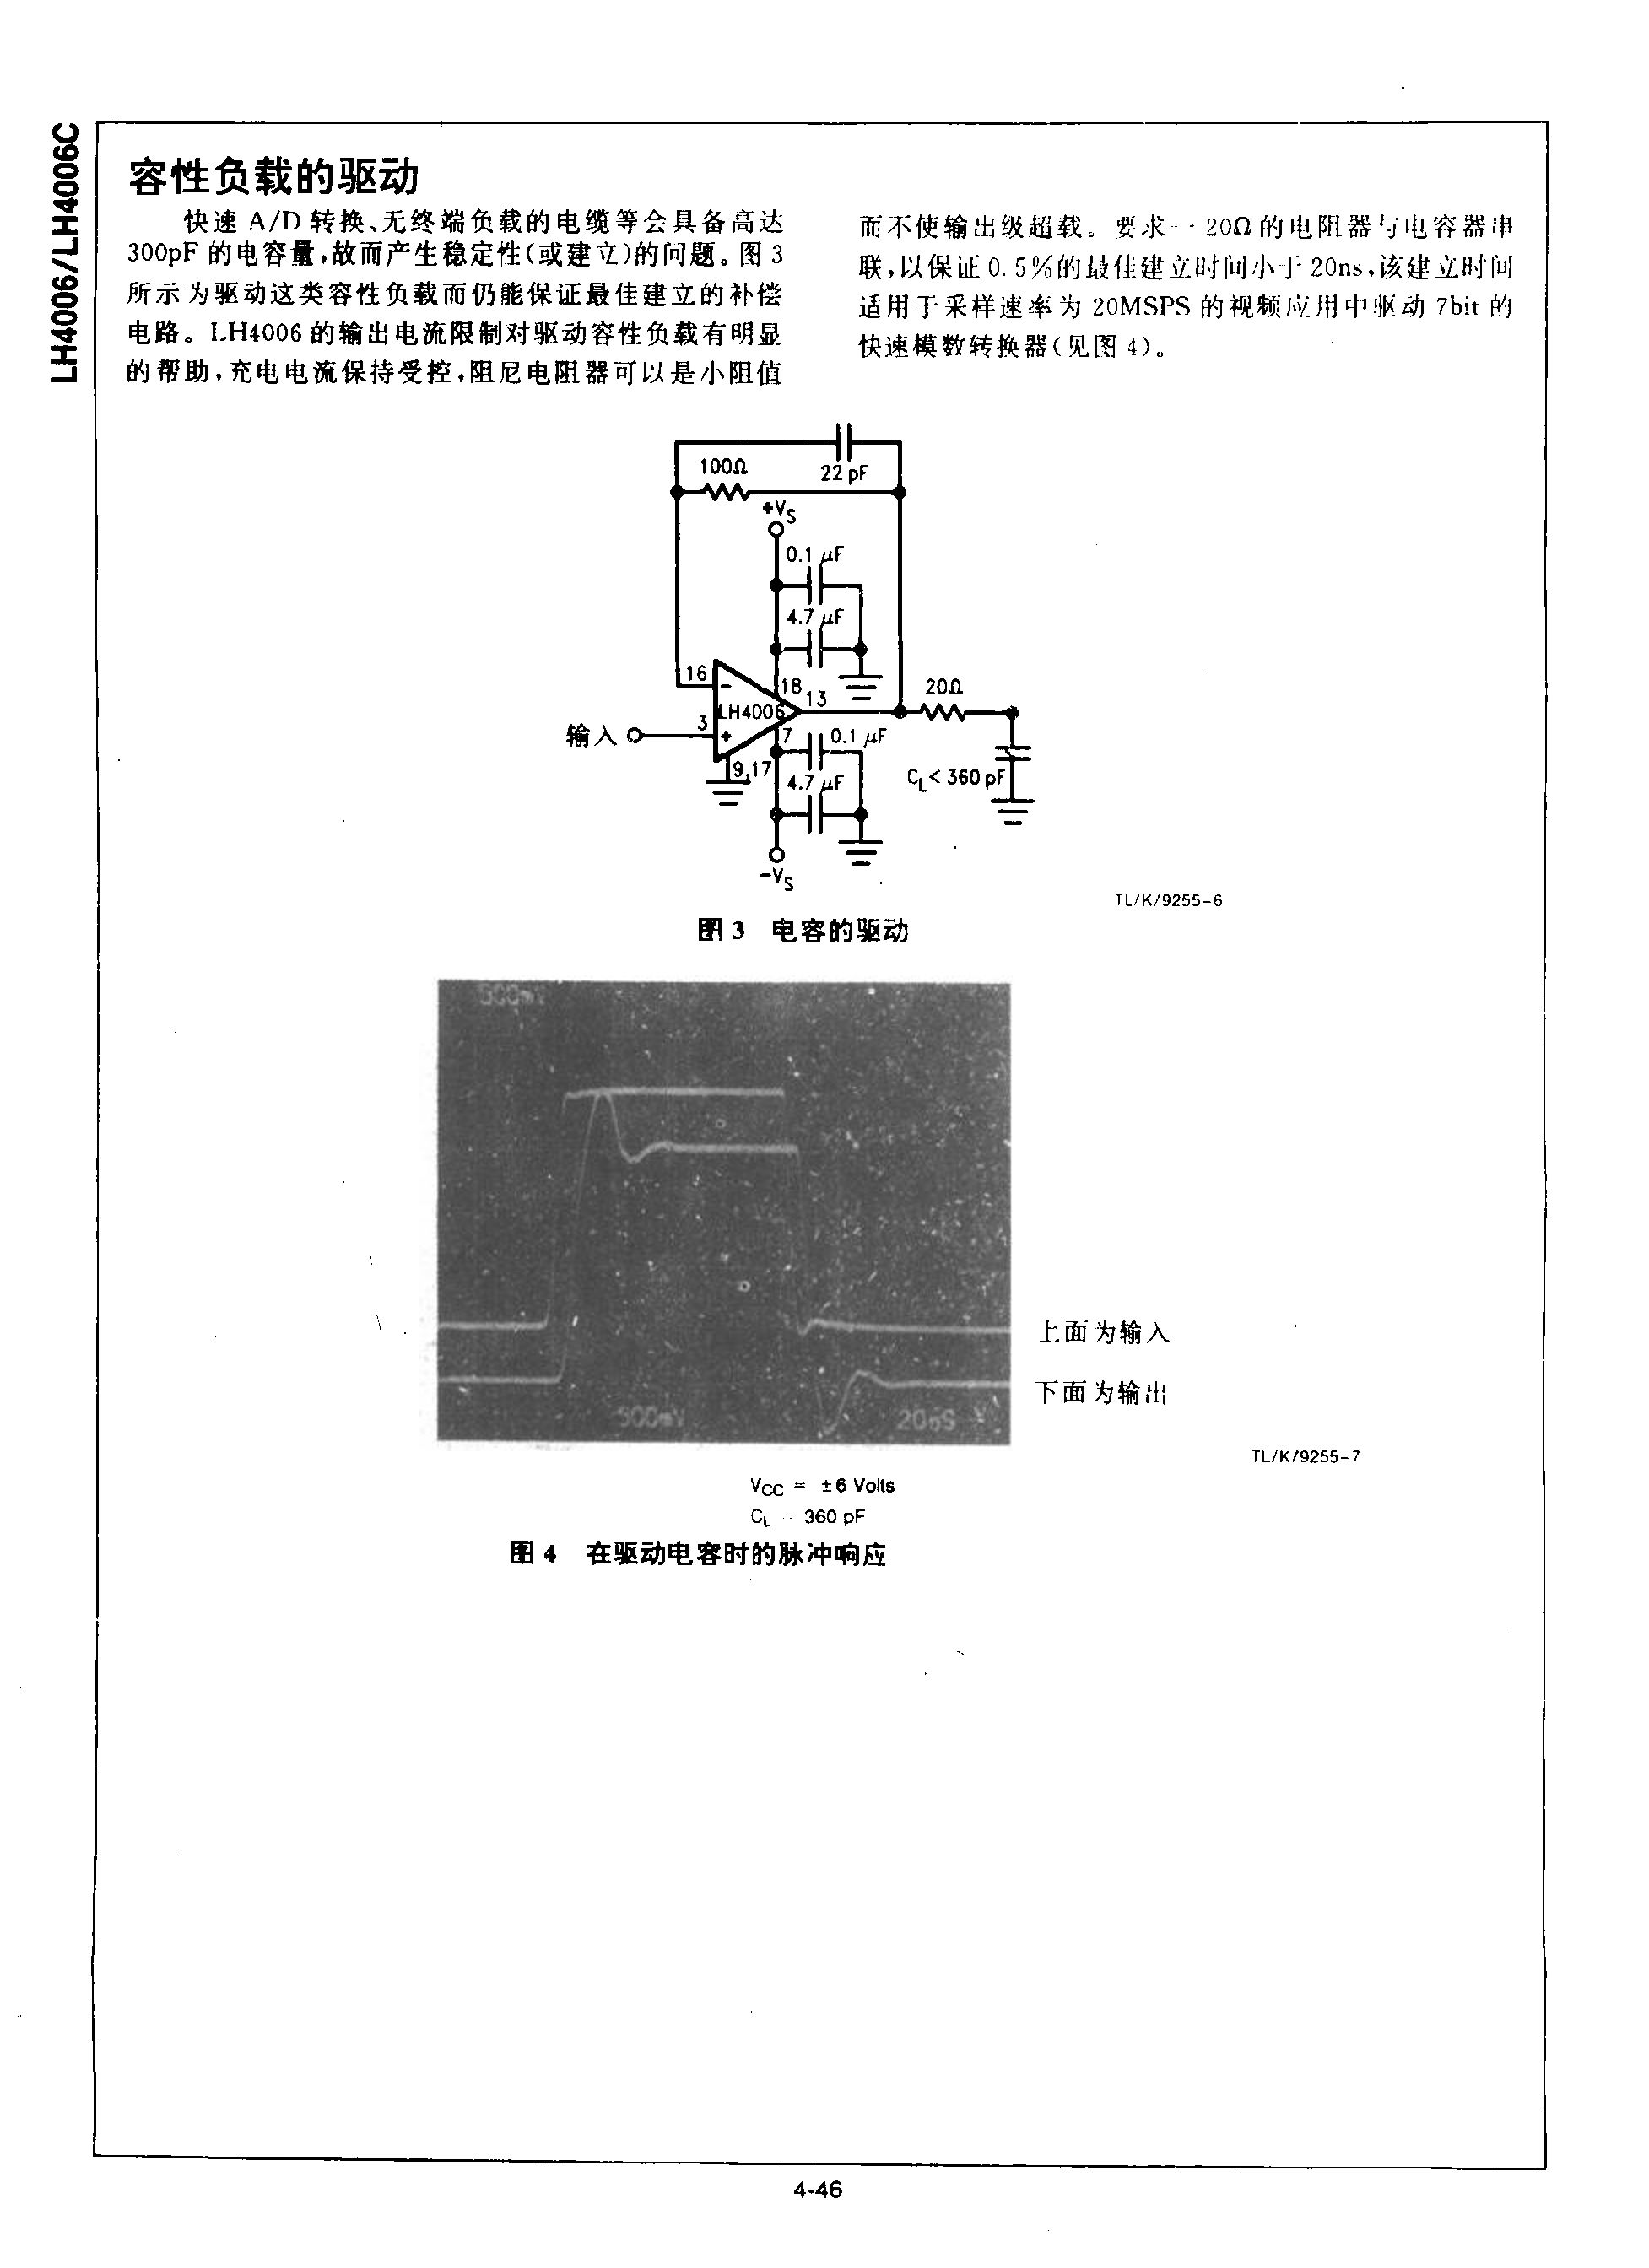 LH4006/LH4006C
容性负载的驱动
快速 A/D 转换、无终端负载的电缆等会具备高达
300pF 的电容量,故而产生稳定性(或建立)的问题。图 3
所示为驱动这类容性负载而仍能保证最佳建立的补偿
电路。LH4006 的输出电流限制对驱动容性负载有明显
的帮助,充电电流保持受控,阻尼电阻器可以是小阻值
而不使输出级超载。要求一 20Ω 的电阻器与电容器串
联,以保证 0.5%的最佳建立时间小于 20ns,该建立时间
适用于采样速率为 20MSPS 的视频应用中驱动 7bit 的
快速模数转换器(见图 4)。
22 pF
100Ω
+VS
0.1 μF
4.7 μF
16
-
18
13
LH4006
20Ω
输入
3
+
7
0.1 μF
9,17
4.7 μF
CL < 360 pF
-VS
TL/K/9255-6
图 3 电容的驱动
500mV
上面为输入
下面为输出
500mV
20nS
TL/K/9255-7
VCC = ±6 Volts
CL = 360 pF
图 4 在驱动电容时的脉冲响应
4-46